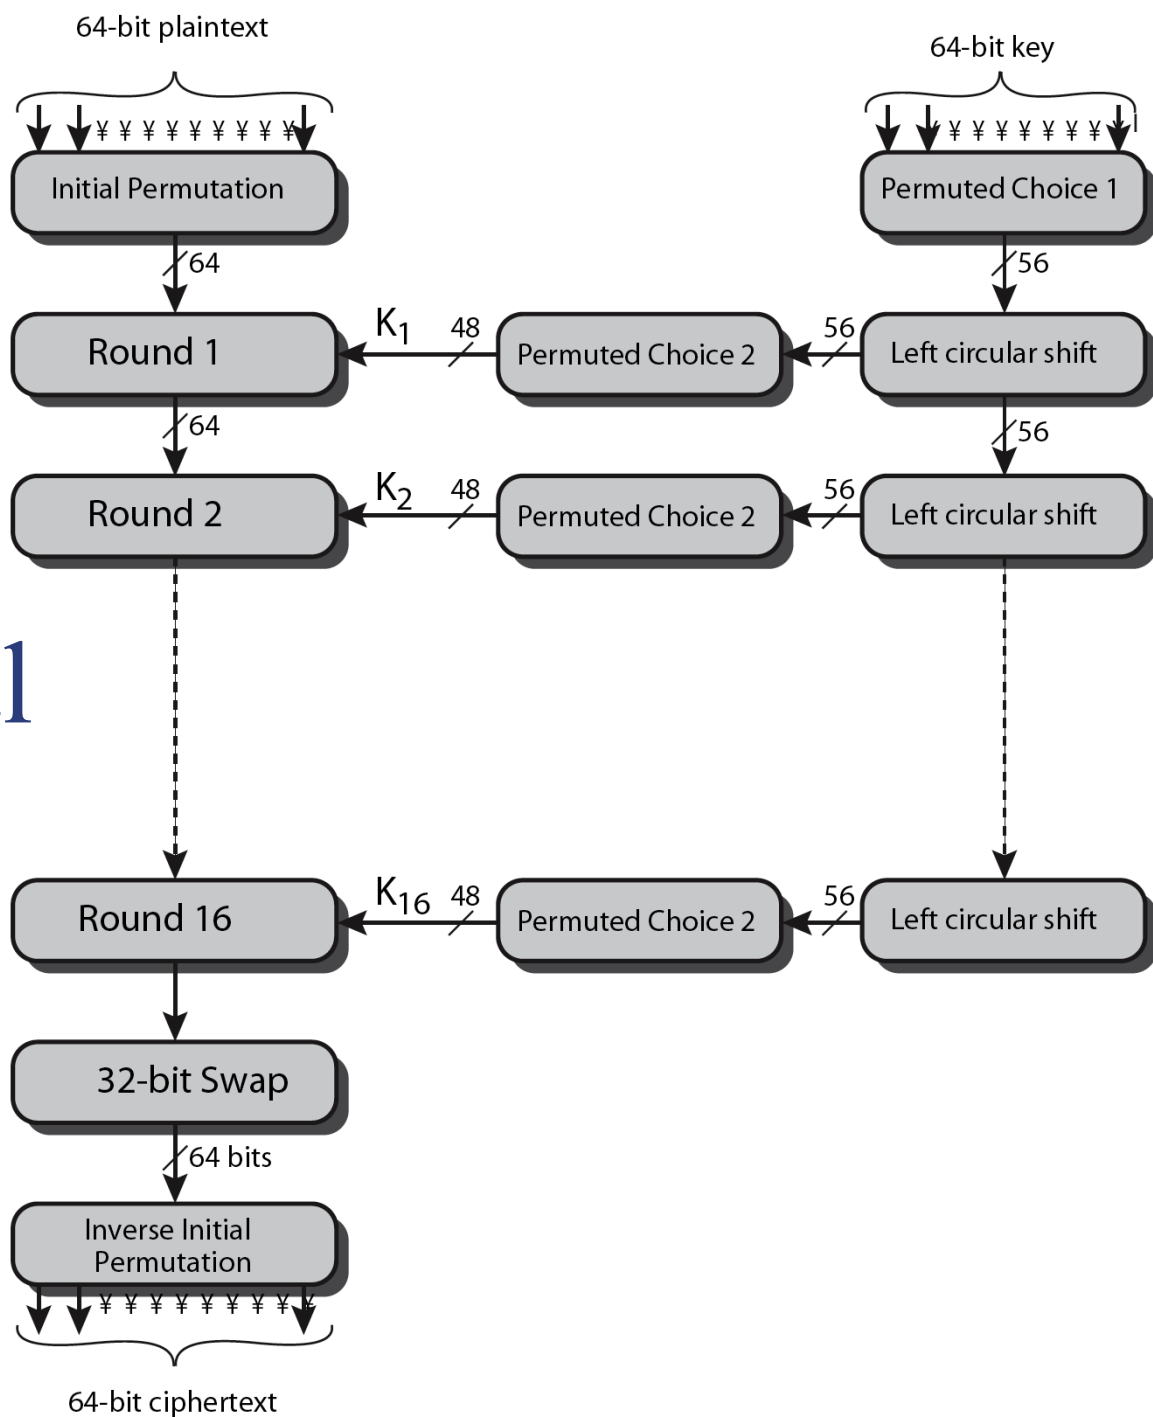 64-bit plaintext
64-bit key
¥ ¥ ¥ ¥ ¥ ¥ ¥ ¥ ¥
¥ ¥ ¥ ¥ ¥ ¥ ¥
Initial Permutation
Permuted Choice 1
64
56
Round 1
K1
48
Permuted Choice 2
56
Left circular shift
64
56
Round 2
K2
48
Permuted Choice 2
56
Left circular shift
Round 16
K16
48
Permuted Choice 2
56
Left circular shift
32-bit Swap
64 bits
Inverse Initial
Permutation
¥ ¥ ¥ ¥ ¥ ¥ ¥ ¥ ¥
64-bit ciphertext